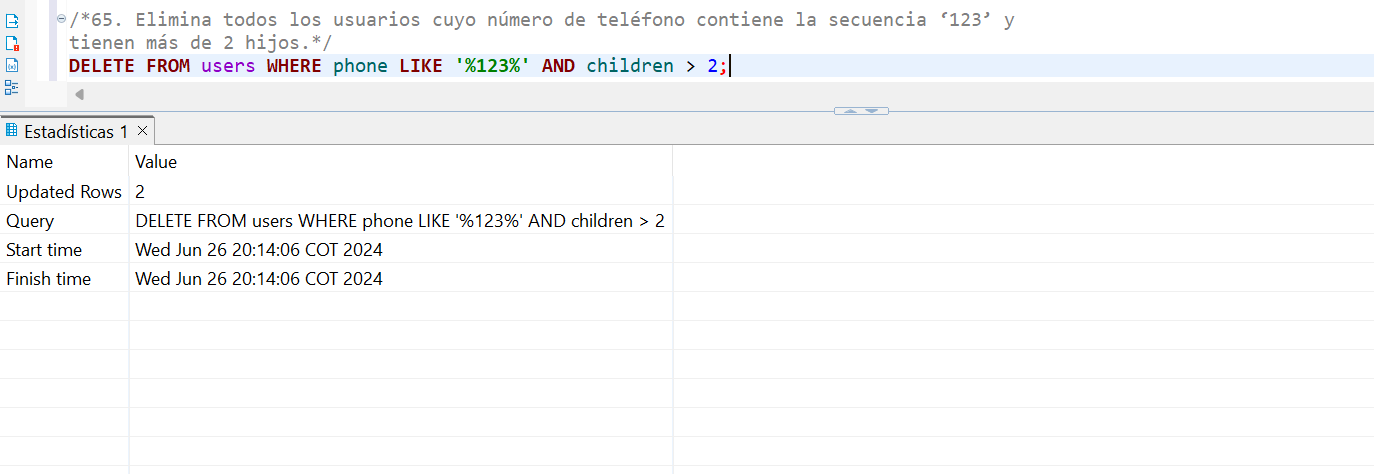 /*65. Elimina todos los usuarios cuyo número de teléfono contiene la secuencia ‘123’ y
tienen más de 2 hijos.*/
DELETE FROM users WHERE phone LIKE '%123%' AND children > 2;
Estadísticas 1
Name Value
Updated Rows 2
Query DELETE FROM users WHERE phone LIKE '%123%' AND children > 2
Start time Wed Jun 26 20:14:06 COT 2024
Finish time Wed Jun 26 20:14:06 COT 2024